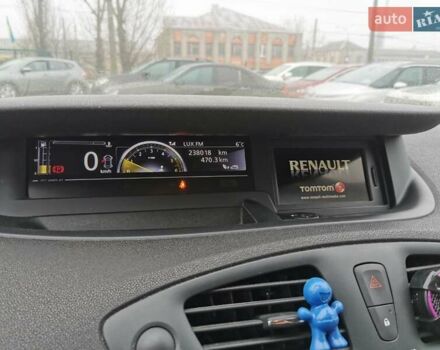 auto RIA
LUX FM
6°C
238018 km
470.3 km
0
km/h
RENAULT
TOMTOM